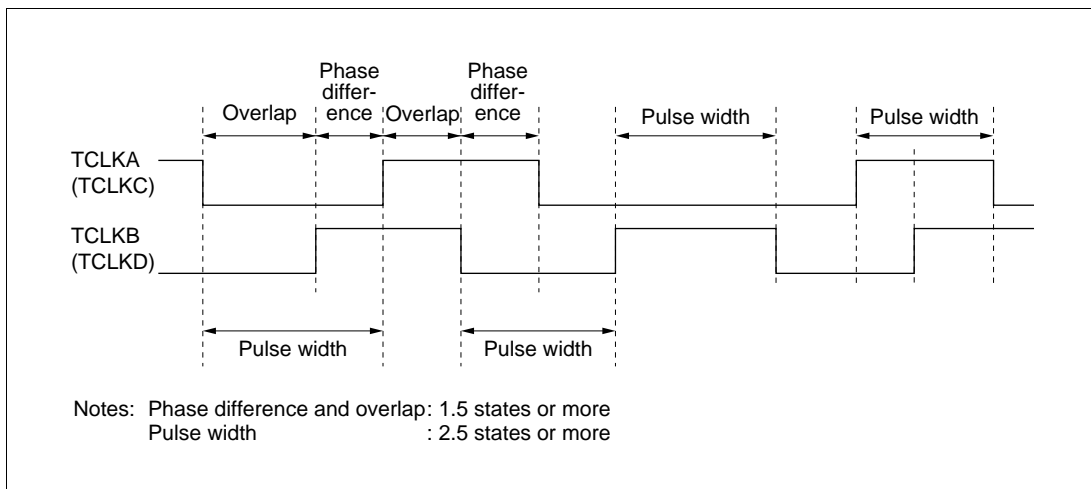 Phase
differ-
ence
Phase
differ-
ence
Overlap
Overlap
Pulse width
Pulse width
TCLKA
(TCLKC)
TCLKB
(TCLKD)
Pulse width
Pulse width
Notes: Phase difference and overlap: 1.5 states or more
Pulse width : 2.5 states or more